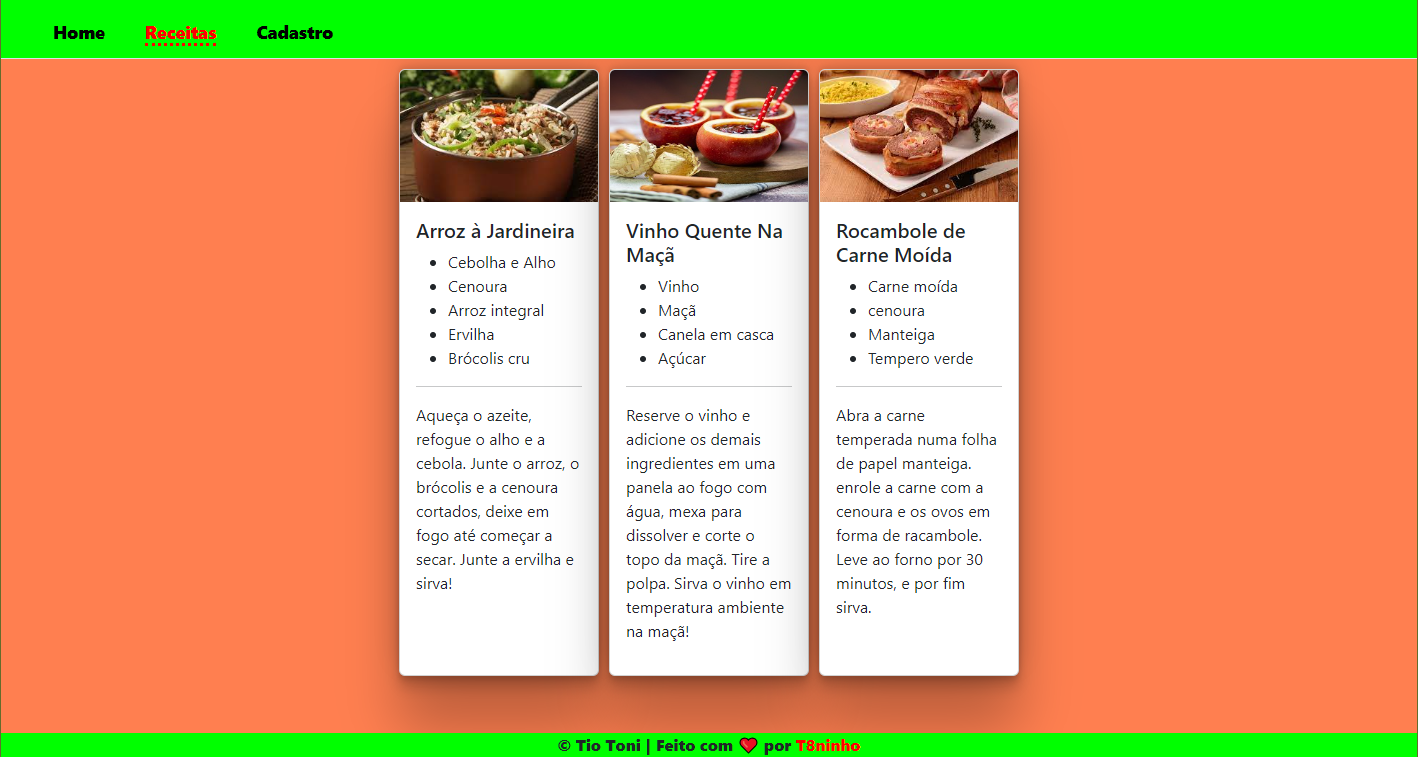 Home Receitas Cadastro
Arroz à Jardineira
Cebolha e Alho
Cenoura
Arroz integral
Ervilha
Brócolis cru
Aqueça o azeite,
refogue o alho e a
cebola. Junte o arroz, o
brócolis e a cenoura
cortados, deixe em
fogo até começar a
secar. Junte a ervilha e
sirva!
Vinho Quente Na
Maçã
Vinho
Maçã
Canela em casca
Açúcar
Reserve o vinho e
adicione os demais
ingredientes em uma
panela ao fogo com
água, mexa para
dissolver e corte o
topo da maçã. Tire a
polpa. Sirva o vinho em
temperatura ambiente
na maçã!
Rocambole de
Carne Moída
Carne moída
cenoura
Manteiga
Tempero verde
Abra a carne
temperada numa folha
de papel manteiga.
enrole a carne com a
cenoura e os ovos em
forma de racambole.
Leve ao forno por 30
minutos, e por fim
sirva.
© Tio Toni | Feito com ❤️ por T8ninho